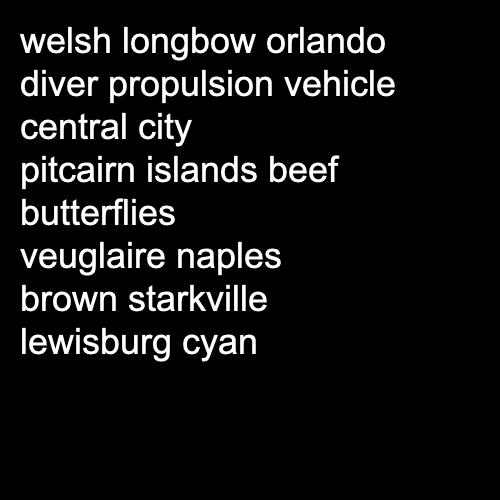 welsh longbow orlando
diver propulsion vehicle
central city
pitcairn islands beef
butterflies
veuglaire naples
brown starkville
lewisburg cyan